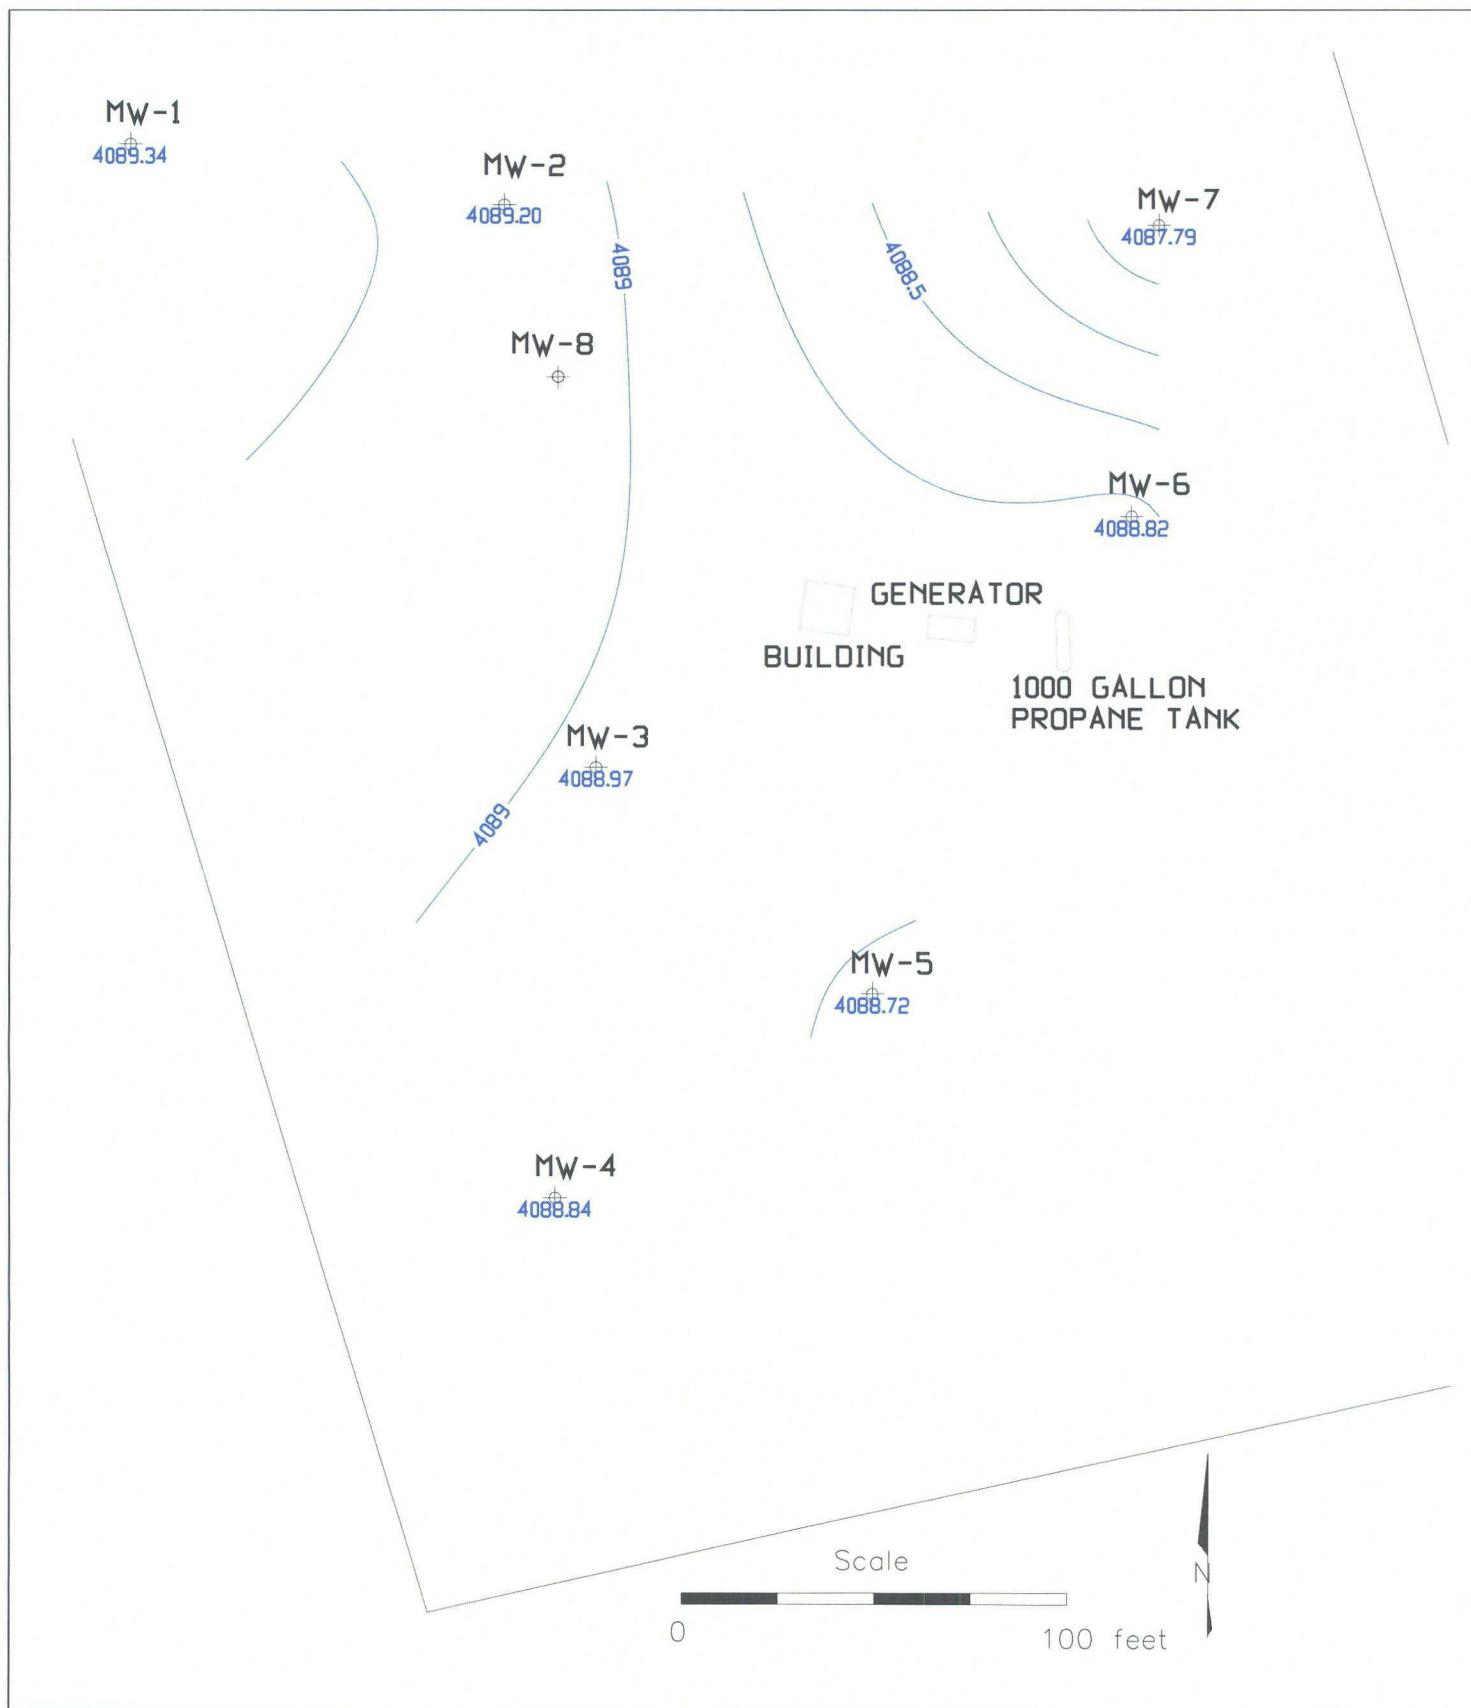 MW-1
4089.34
MW-2
4089.20
MW-7
4087.79
4089
4088.5
MW-8
MW-6
4088.82
GENERATOR
BUILDING
1000 GALLON
PROPANE TANK
MW-3
4088.97
4089
MW-5
4088.72
MW-4
4088.84
Scale
N
0
100 feet